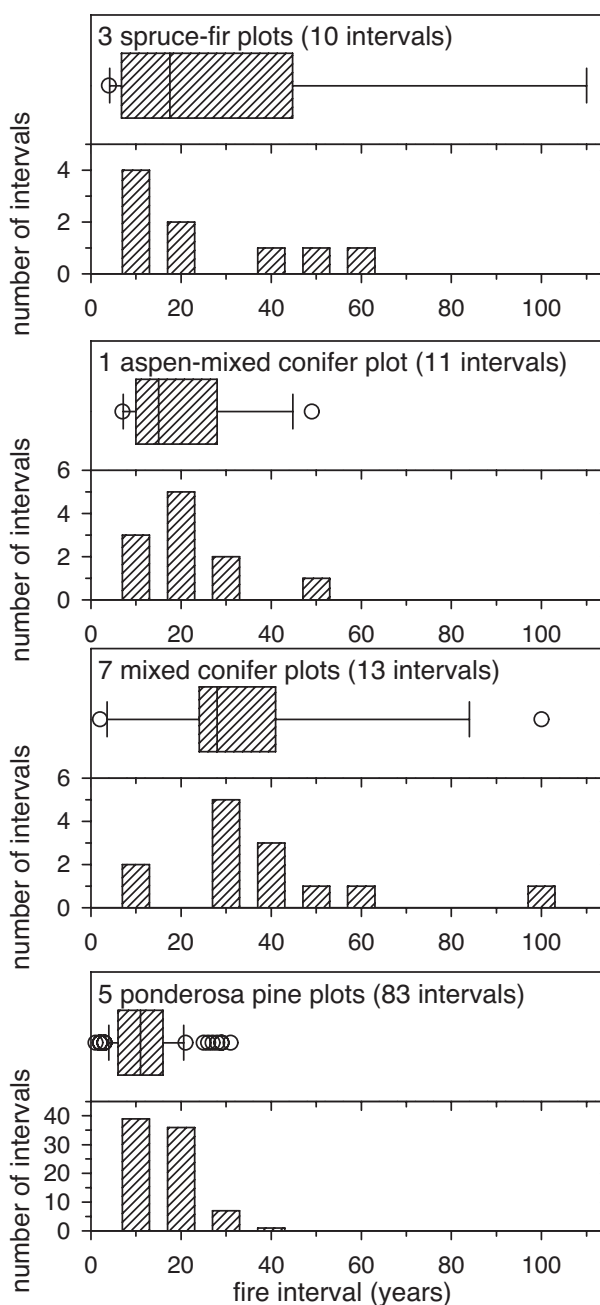 3 spruce-fir plots (10 intervals)
number of intervals
4
2
0
0 20 40 60 80 100
1 aspen-mixed conifer plot (11 intervals)
number of intervals
6
4
2
0
0 20 40 60 80 100
7 mixed conifer plots (13 intervals)
number of intervals
6
4
2
0
0 20 40 60 80 100
5 ponderosa pine plots (83 intervals)
number of intervals
40
30
20
10
0
0 20 40 60 80 100
fire interval (years)